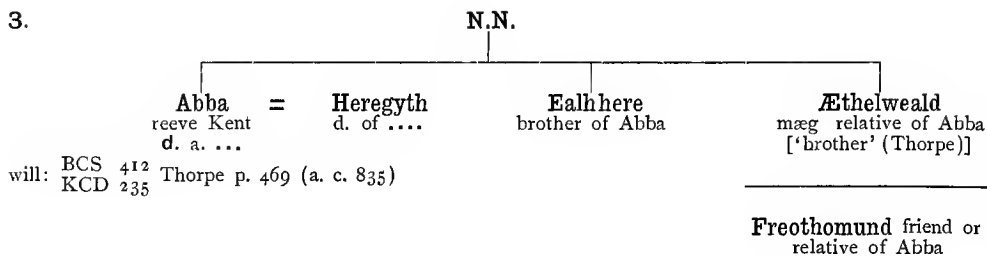 3.
N.N.
Abba = Heregyth Ealhhere Æthelweald
reeve Kent d. of .... brother of Abba mæg relative of Abba
d. a. ... ['brother' (Thorpe)]
will: BCS 412 Thorpe p. 469 (a. c. 835)
KCD 235
Freothomund friend or
relative of Abba